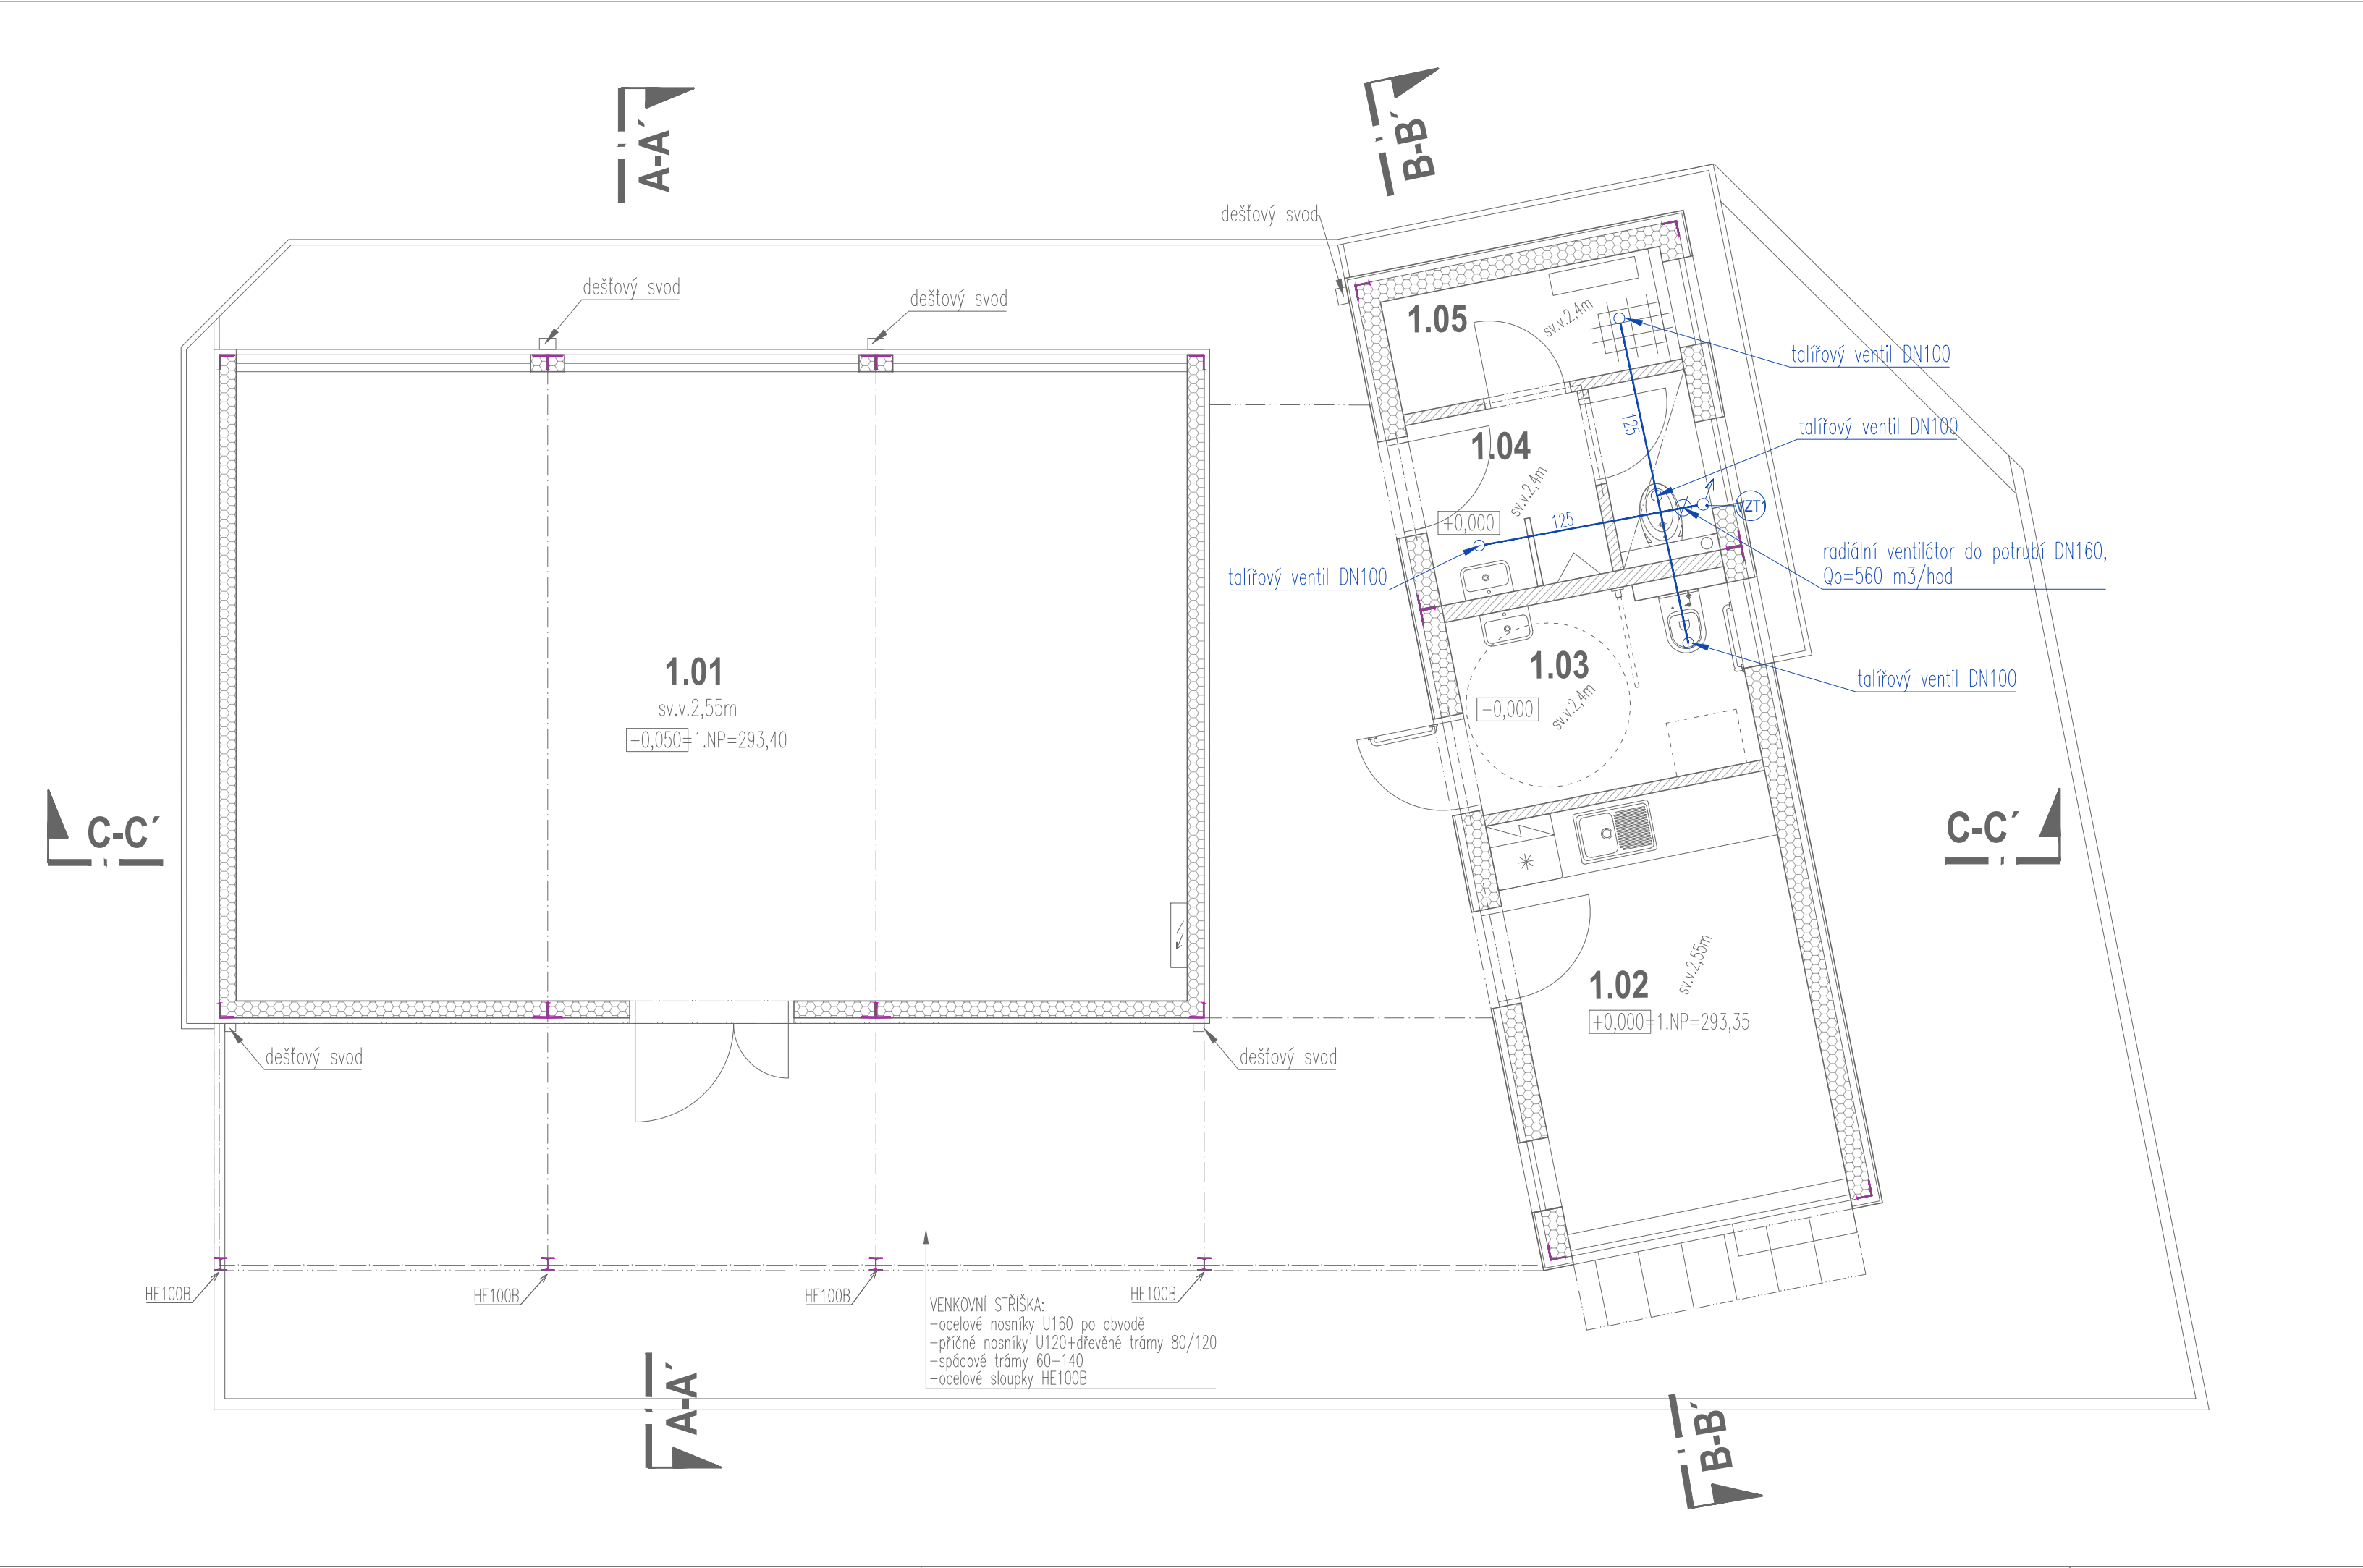 A-A´
B-B´
dešťový svod
dešťový svod
dešťový svod
1.05
sv.v.2,4m
talířový ventil DN100
talířový ventil DN100
125
1.04
sv.v.2,4m
+0,000
125
VZT1
radiální ventilátor do potrubí DN160,
Qo=560 m3/hod
talířový ventil DN100
1.03
sv.v.2,4m
+0,000
talířový ventil DN100
1.01
sv.v.2,55m
+0,050=1.NP=293,40
C-C´
C-C´
1.02
sv.v.2,55m
+0,000=1.NP=293,35
dešťový svod
dešťový svod
HE100B
HE100B
HE100B
HE100B
VENKOVNÍ STŘÍŠKA:
-ocelové nosníky U160 po obvodě
-příčné nosníky U120+dřevěné trámy 80/120
-spádové trámy 60-140
-ocelové sloupky HE100B
A-A´
B-B´